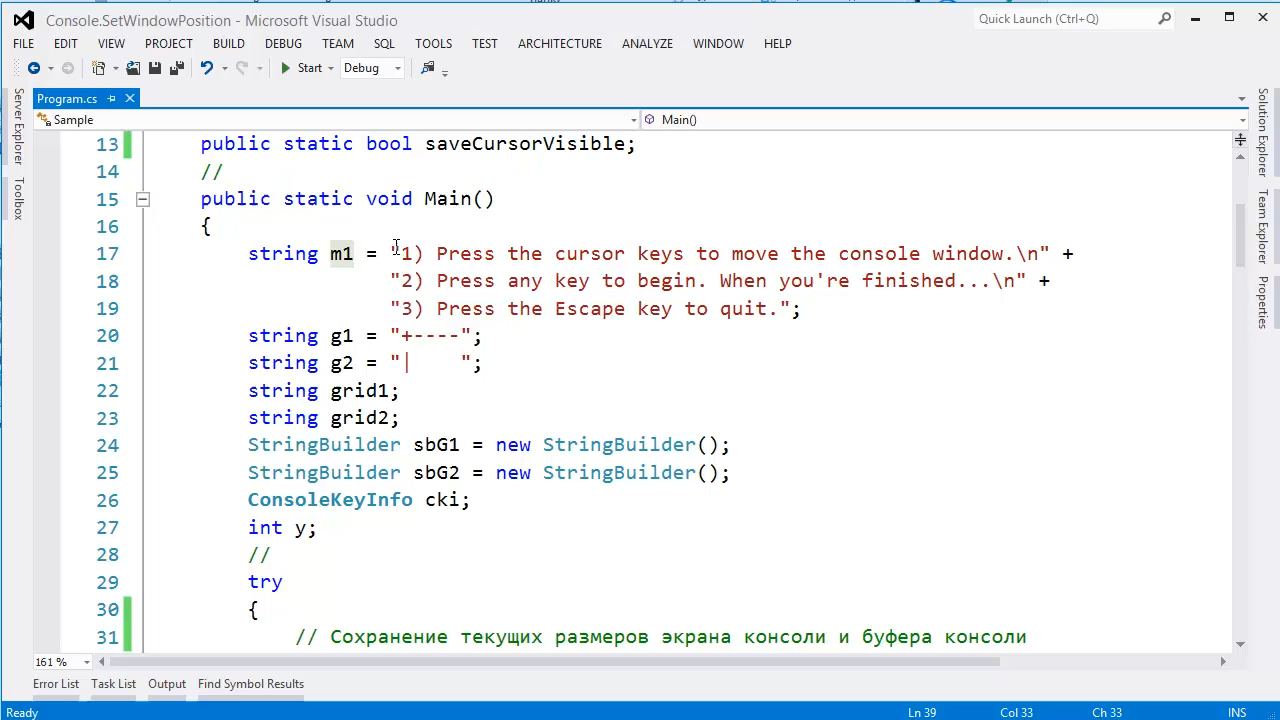 Console.SetWindowPosition - Microsoft Visual Studio
Quick Launch (Ctrl+Q)
FILE EDIT VIEW PROJECT BUILD DEBUG TEAM SQL TOOLS TEST ARCHITECTURE ANALYZE WINDOW HELP
Start Debug
Program.cs
Sample Main()
Server Explorer
Toolbox
Solution Explorer
Team Explorer
Properties
13 public static bool saveCursorVisible;
14 //
15 public static void Main()
16 {
17 string m1 = "1) Press the cursor keys to move the console window.\n" +
18 "2) Press any key to begin. When you're finished...\n" +
19 "3) Press the Escape key to quit.";
20 string g1 = "+----";
21 string g2 = "|    ";
22 string grid1;
23 string grid2;
24 StringBuilder sbG1 = new StringBuilder();
25 StringBuilder sbG2 = new StringBuilder();
26 ConsoleKeyInfo cki;
27 int y;
28 //
29 try
30 {
31 // Сохранение текущих размеров экрана консоли и буфера консоли
161 %
Error List Task List Output Find Symbol Results
Ready Ln 39 Col 33 Ch 33 INS